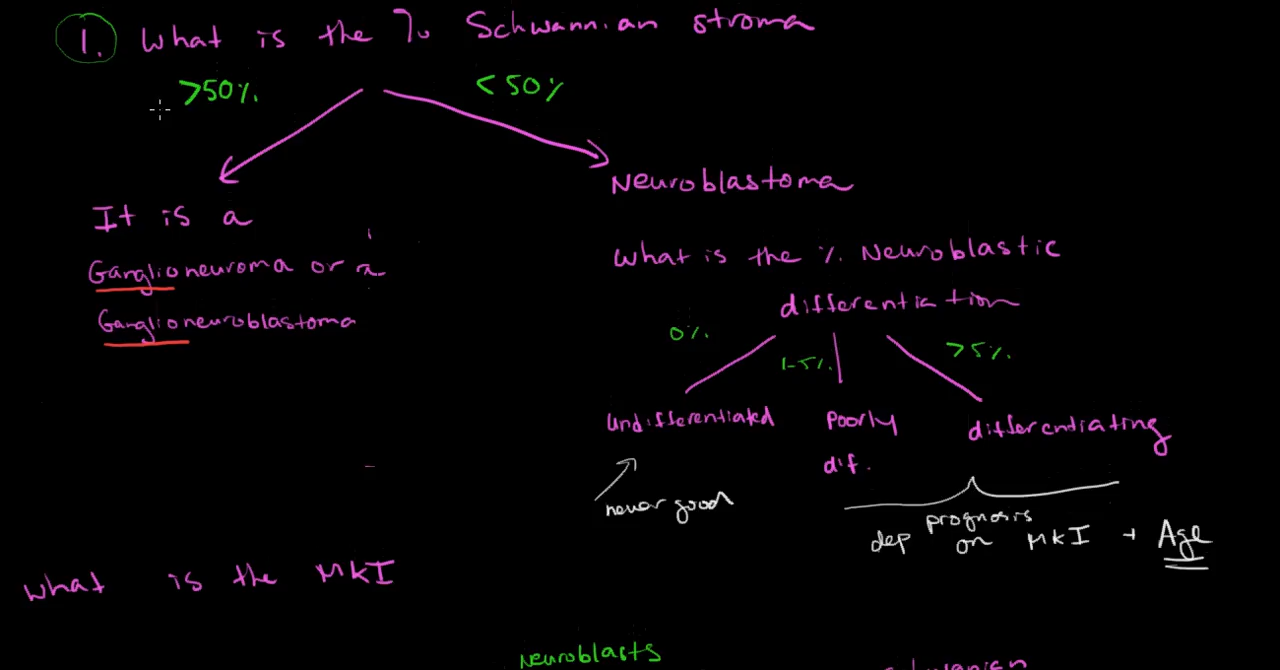 1. What is the % Schwannian stroma
>50%. <50%
Neuroblastoma
It is a
Ganglioneuroma or a
Ganglioneuroblastoma
What is the % Neuroblastic
differentiation
0%. 1-5%. >5%.
Undifferentiated Poorly differentiating
dif.
never good
prognosis
dep on MKI + Age
What is the MKI
Neuroblasts